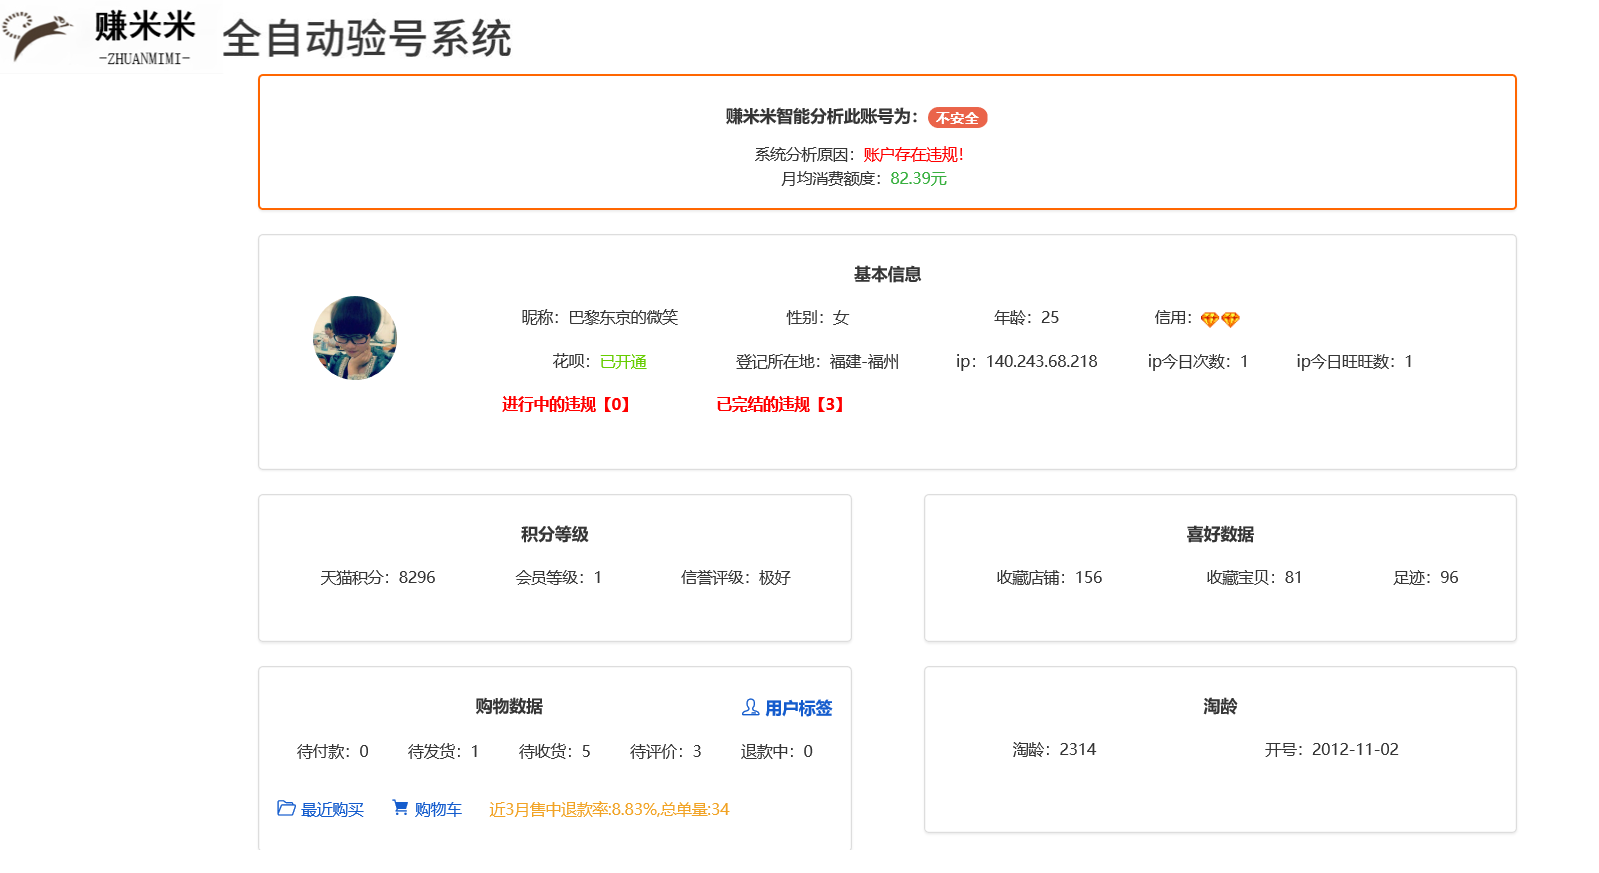 赚米米
-ZHUANMIMI-
全自动验号系统
赚米米智能分析此账号为： 不安全
系统分析原因：账户存在违规！
月均消费额度：82.39元
基本信息
昵称：巴黎东京的微笑 性别：女 年龄：25 信用：
花呗：已开通 登记所在地：福建-福州 ip：140.243.68.218 ip今日次数：1 ip今日旺旺数：1
进行中的违规【0】 已完结的违规【3】
积分等级
天猫积分：8296 会员等级：1 信誉评级：极好
喜好数据
收藏店铺：156 收藏宝贝：81 足迹：96
购物数据 用户标签
待付款：0 待发货：1 待收货：5 待评价：3 退款中：0
最近购买 购物车 近3月售中退款率:8.83%,总单量:34
淘龄
淘龄：2314 开号：2012-11-02